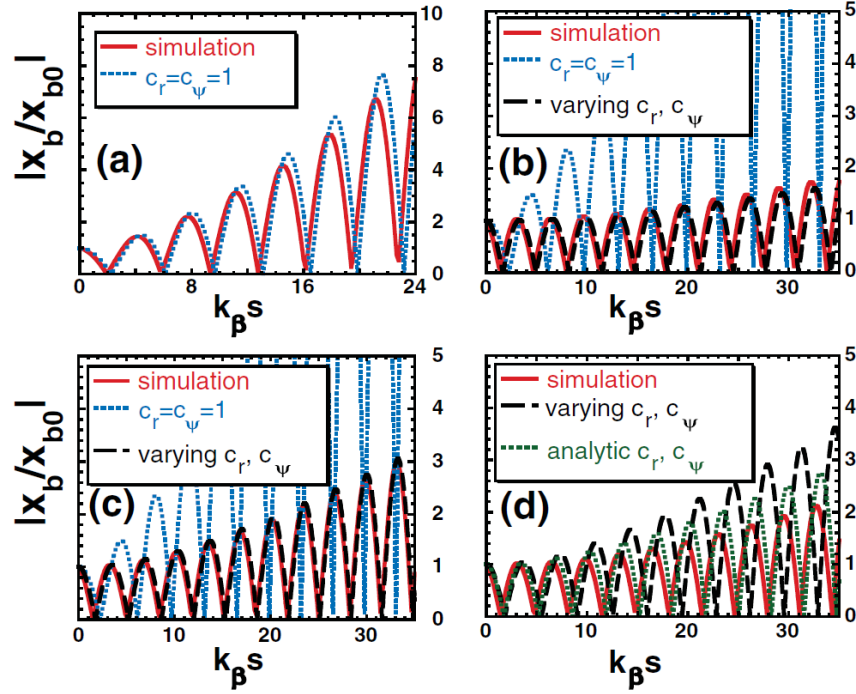 simulation
c_r=c_ψ=1
(a)
|x_b/x_b0|
10
8
6
4
2
0
0 4 8 12 16 20 24
k_β s
simulation
c_r=c_ψ=1
varying c_r, c_ψ
(b)
5
4
3
2
1
0
0 10 20 30
k_β s
simulation
c_r=c_ψ=1
varying c_r, c_ψ
(c)
|x_b/x_b0|
5
4
3
2
1
0
0 10 20 30
k_β s
simulation
varying c_r, c_ψ
analytic c_r, c_ψ
(d)
5
4
3
2
1
0
0 10 20 30
k_β s